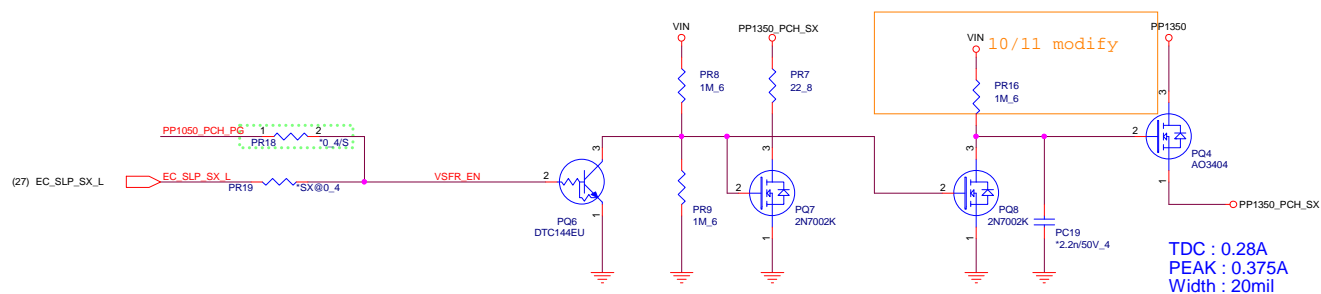 VIN
PP1350_PCH_SX
VIN
10/11 modify
PP1350
PR8
1M_6
PR7
22_8
PR16
1M_6
3
PP1050_PCH_PG
1
2
PR18
*0_4/S
2
PQ4
AO3404
1
(27) EC_SLP_SX_L
EC_SLP_SX_L
PR19
*SX@0_4
VSFR_EN
2
3
PQ6
DTC144EU
1
PR9
1M_6
2
3
PQ7
2N7002K
1
2
3
PQ8
2N7002K
1
PC19
*2.2n/50V_4
PP1350_PCH_SX
TDC : 0.28A
PEAK : 0.375A
Width : 20mil